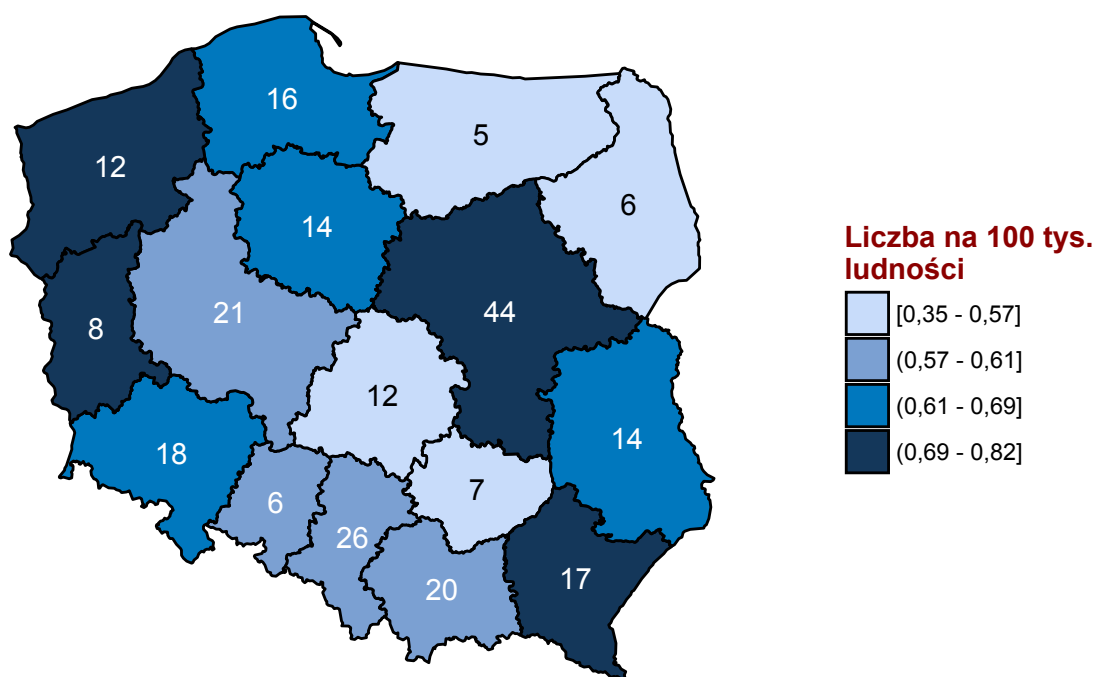 16
5
12
6
14
21
44
8
12
14
18
7
6
26
20
17
Liczba na 100 tys.
ludności
[0,35 - 0,57]
(0,57 - 0,61]
(0,61 - 0,69]
(0,69 - 0,82]